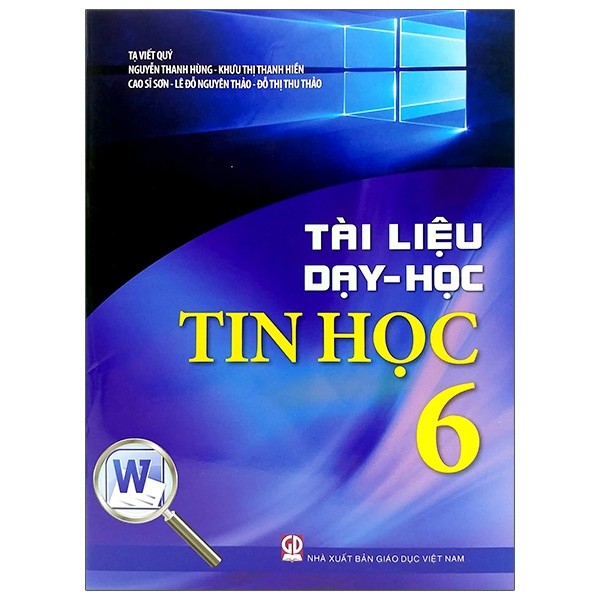 TẠ VIẾT QUÝ
NGUYỄN THANH HÙNG - KHƯU THỊ THANH HIỀN
CAO SĨ SƠN - LÊ ĐỖ NGUYÊN THẢO - ĐỖ THỊ THU THẢO
TÀI LIỆU
DẠY-HỌC
TIN HỌC
6
W
GD
NHÀ XUẤT BẢN GIÁO DỤC VIỆT NAM